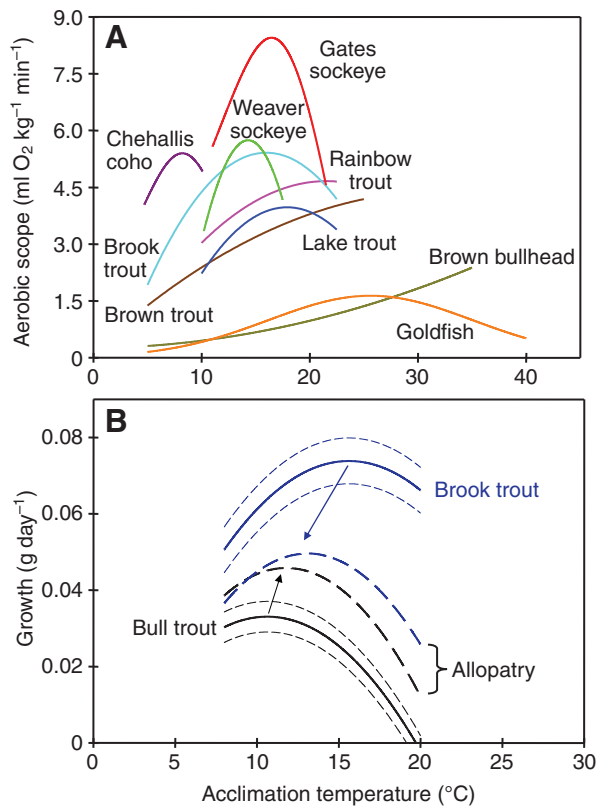 A
Aerobic scope (ml O₂ kg⁻¹ min⁻¹)
9.0
7.5
6.0
4.5
3.0
1.5
0
Gates
sockeye
Weaver
sockeye
Chehallis
coho
Rainbow
trout
Brook
trout
Lake trout
Brown trout
Brown bullhead
Goldfish
0
10
20
30
40
B
Growth (g day⁻¹)
0.08
0.06
0.04
0.02
0
Brook trout
Bull trout
Allopatry
0
5
10
15
20
25
30
Acclimation temperature (°C)